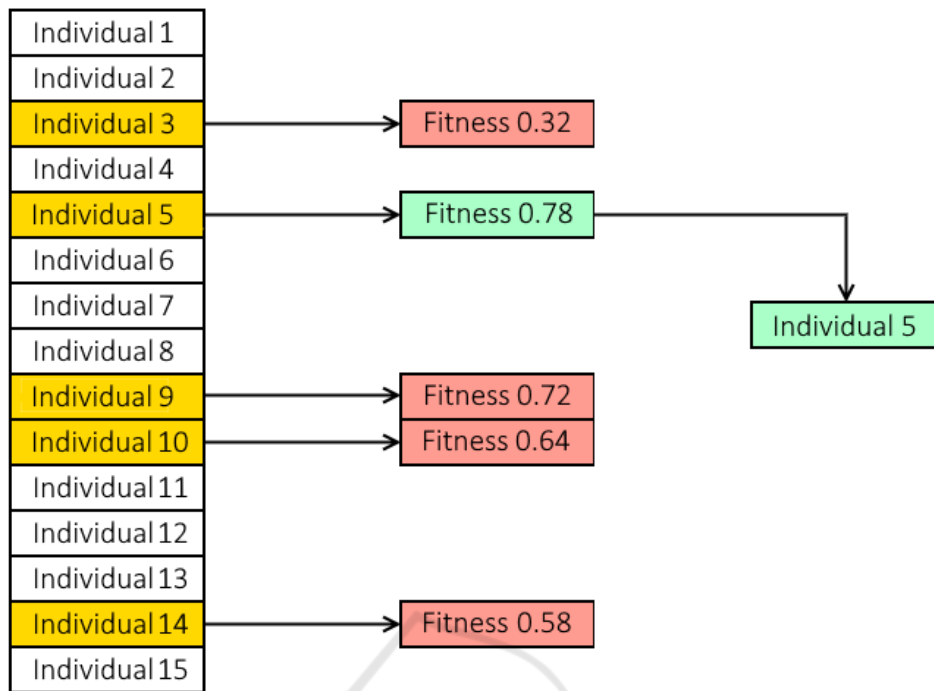 Individual 1
Individual 2
Individual 3
Fitness 0.32
Individual 4
Individual 5
Fitness 0.78
Individual 6
Individual 7
Individual 5
Individual 8
Individual 9
Fitness 0.72
Individual 10
Fitness 0.64
Individual 11
Individual 12
Individual 13
Individual 14
Fitness 0.58
Individual 15